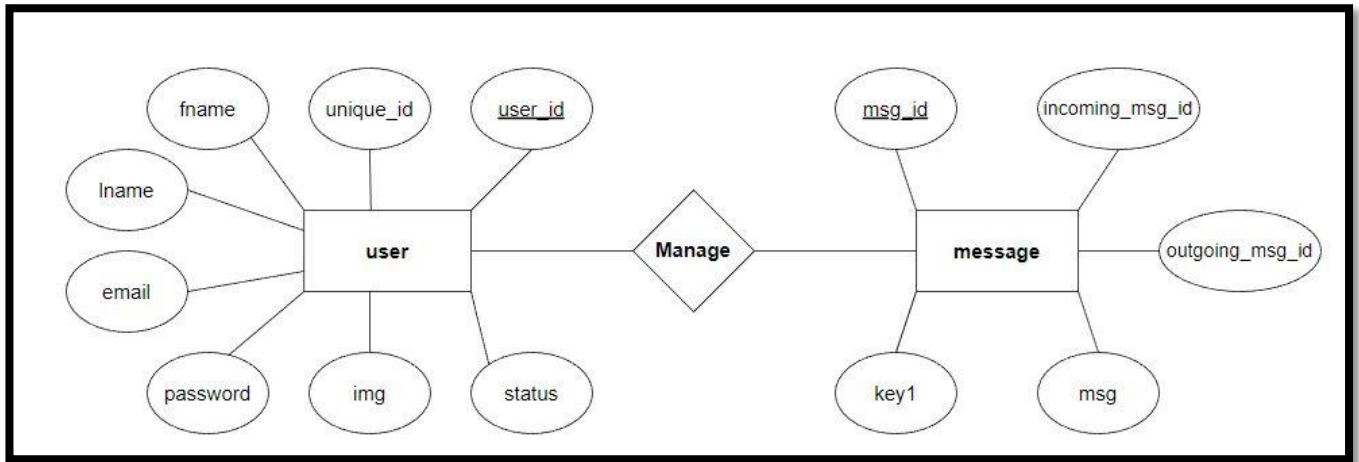 fname
unique_id
user_id
msg_id
incoming_msg_id
lname
user
Manage
message
outgoing_msg_id
email
password
img
status
key1
msg